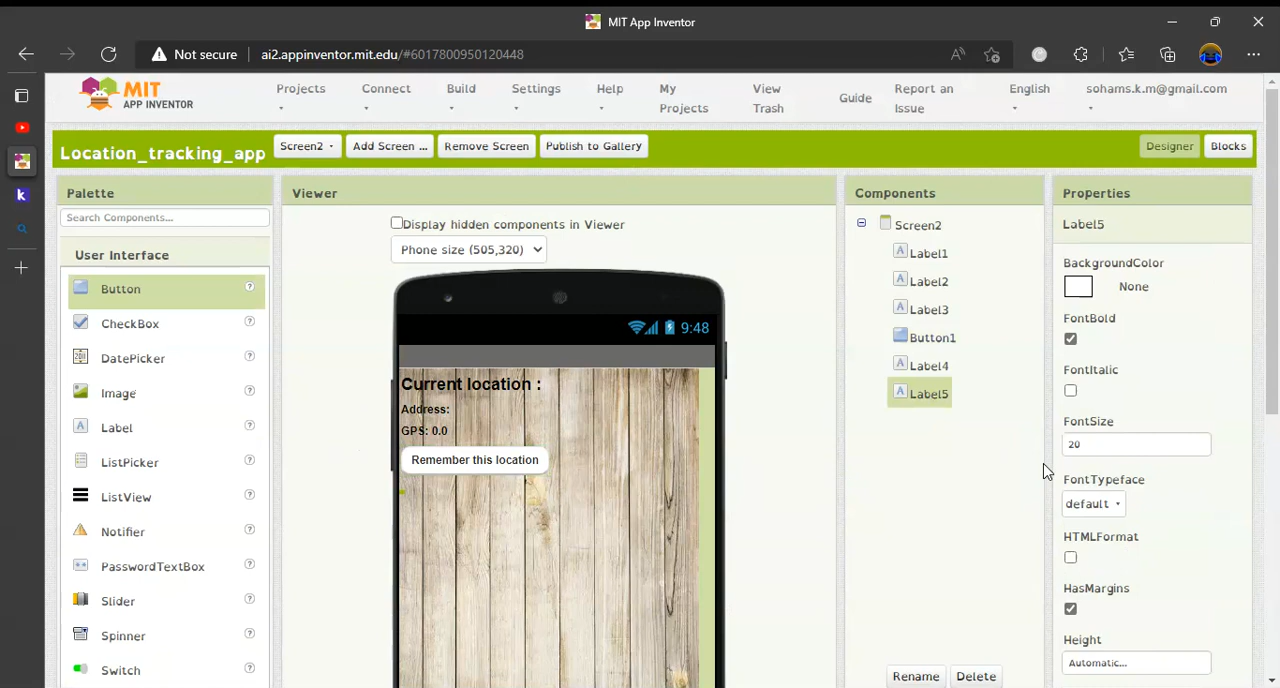 MIT App Inventor
Not secure ai2.appinventor.mit.edu/#6017800950120448
MIT
APP INVENTOR
Projects Connect Build Settings Help My Projects View Trash Guide Report an Issue English sohams.k.m@gmail.com
Location_tracking_app Screen2 Add Screen ... Remove Screen Publish to Gallery Designer Blocks
Palette
Search Components...
User Interface
Button
CheckBox
DatePicker
Image
Label
ListPicker
ListView
Notifier
PasswordTextBox
Slider
Spinner
Switch
Viewer
Display hidden components in Viewer
Phone size (505,320)
9:48
Current location :
Address:
GPS: 0.0
Remember this location
Components
Screen2
Label1
Label2
Label3
Button1
Label4
Label5
Rename Delete
Properties
Label5
BackgroundColor
None
FontBold
FontItalic
FontSize
20
FontTypeface
default
HTMLFormat
HasMargins
Height
Automatic...